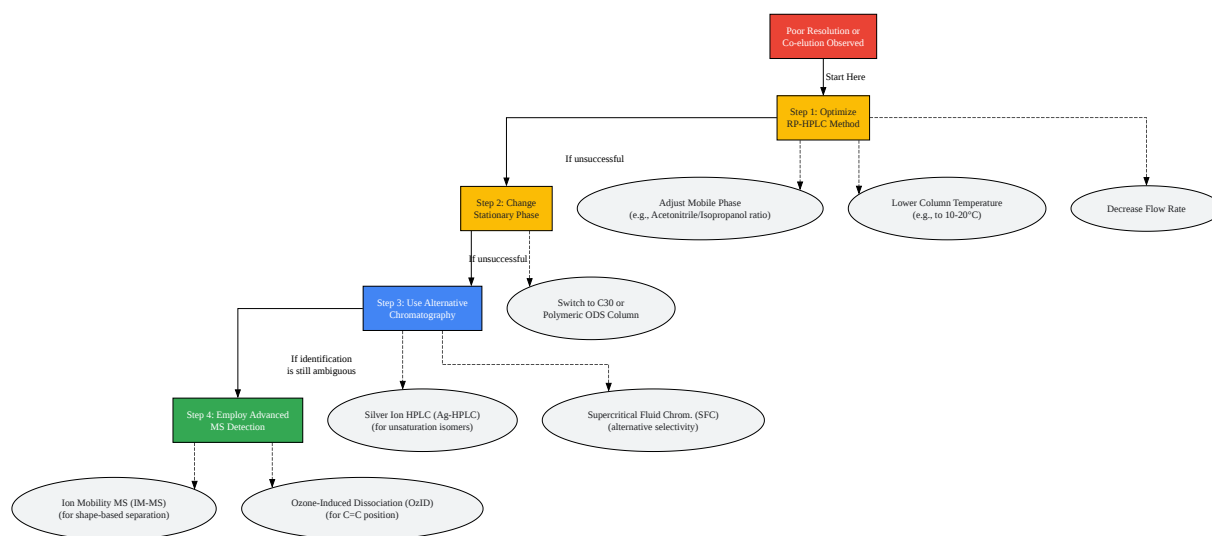 Poor Resolution or
Co-elution Observed
Start Here
Step 1: Optimize
RP-HPLC Method
If unsuccessful
Step 2: Change
Stationary Phase
Adjust Mobile Phase
(e.g., Acetonitrile/Isopropanol ratio)
Lower Column Temperature
(e.g., to 10-20°C)
Decrease Flow Rate
If unsuccessful
Step 3: Use Alternative
Chromatography
Switch to C30 or
Polymeric ODS Column
If identification
is still ambiguous
Step 4: Employ Advanced
MS Detection
Silver Ion HPLC (Ag-HPLC)
(for unsaturation isomers)
Supercritical Fluid Chrom. (SFC)
(alternative selectivity)
Ion Mobility MS (IM-MS)
(for shape-based separation)
Ozone-Induced Dissociation (OzID)
(for C=C position)